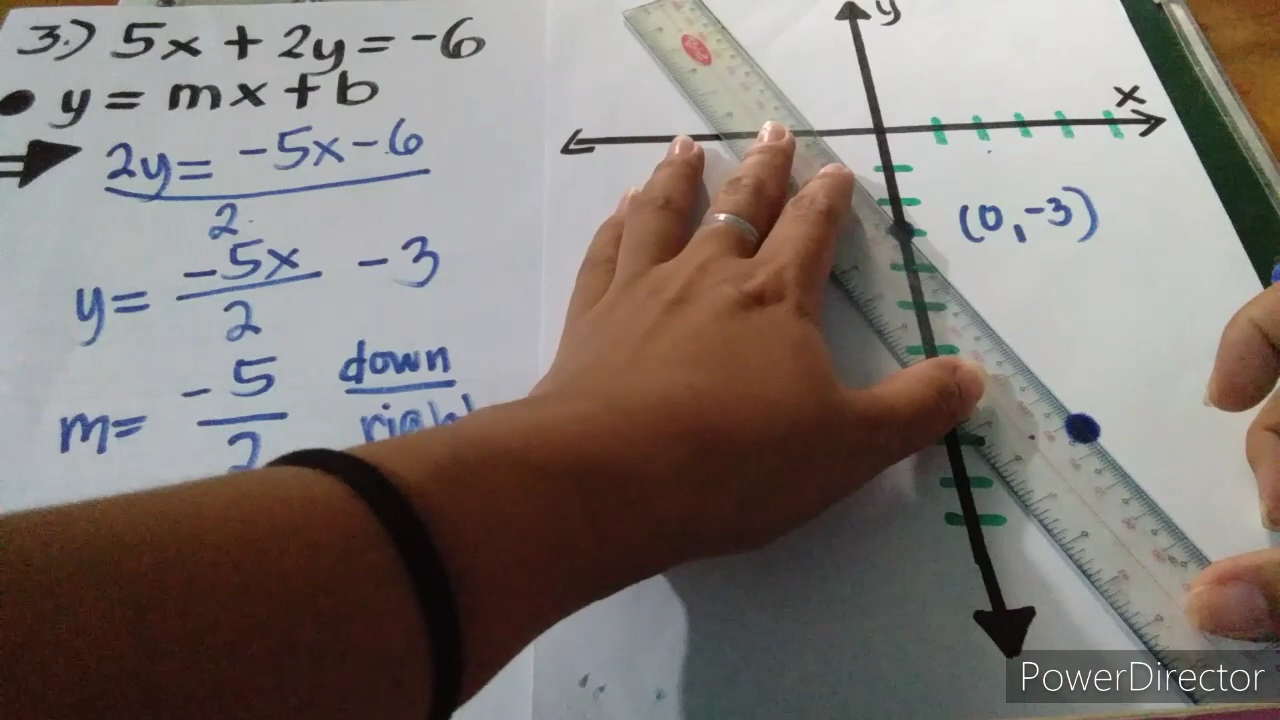 3.) 5x + 2y = -6
y = mx + b
2y = -5x - 6
2
y = -5x - 3
2
m = -5 down
2
y
x
(0, -3)
PowerDirector